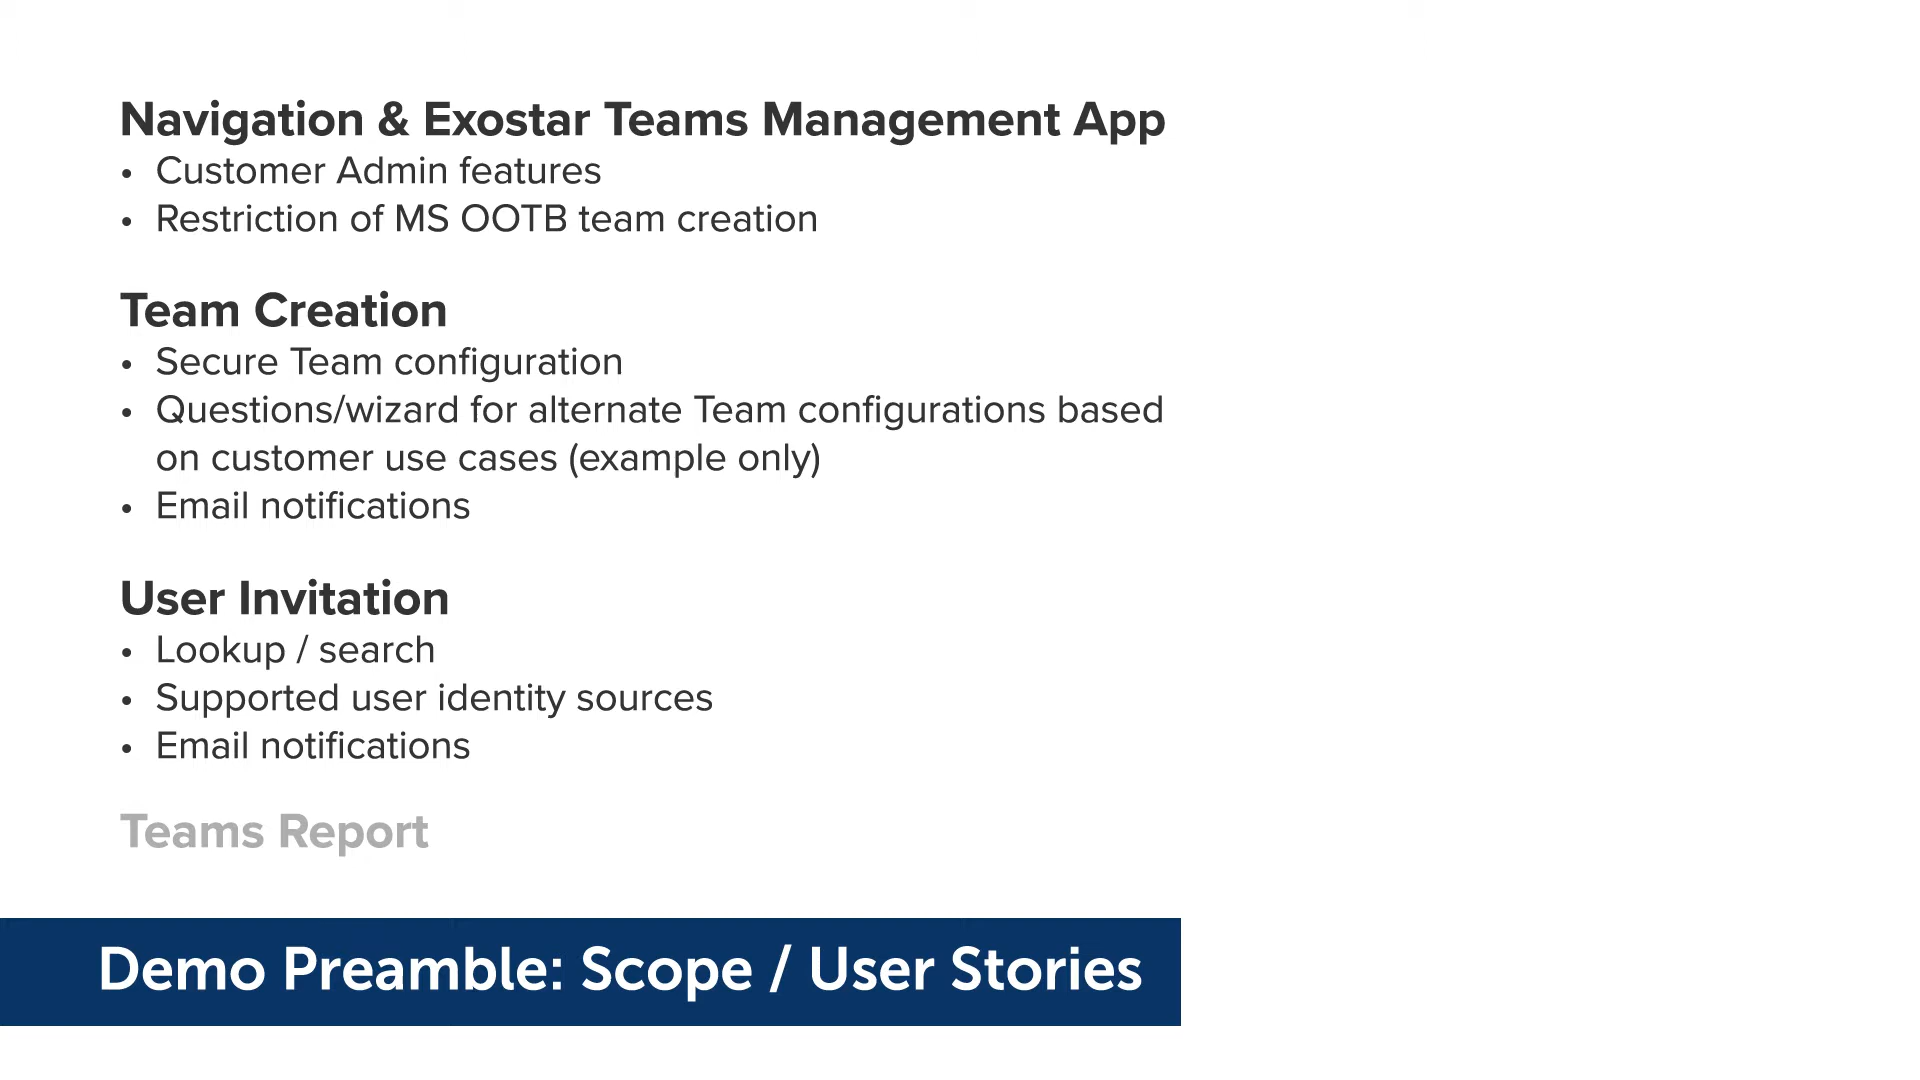 Navigation & Exostar Teams Management App
• Customer Admin features
• Restriction of MS OOTB team creation
Team Creation
• Secure Team configuration
• Questions/wizard for alternate Team configurations based
on customer use cases (example only)
• Email notifications
User Invitation
• Lookup / search
• Supported user identity sources
• Email notifications
Teams Report
Demo Preamble: Scope / User Stories